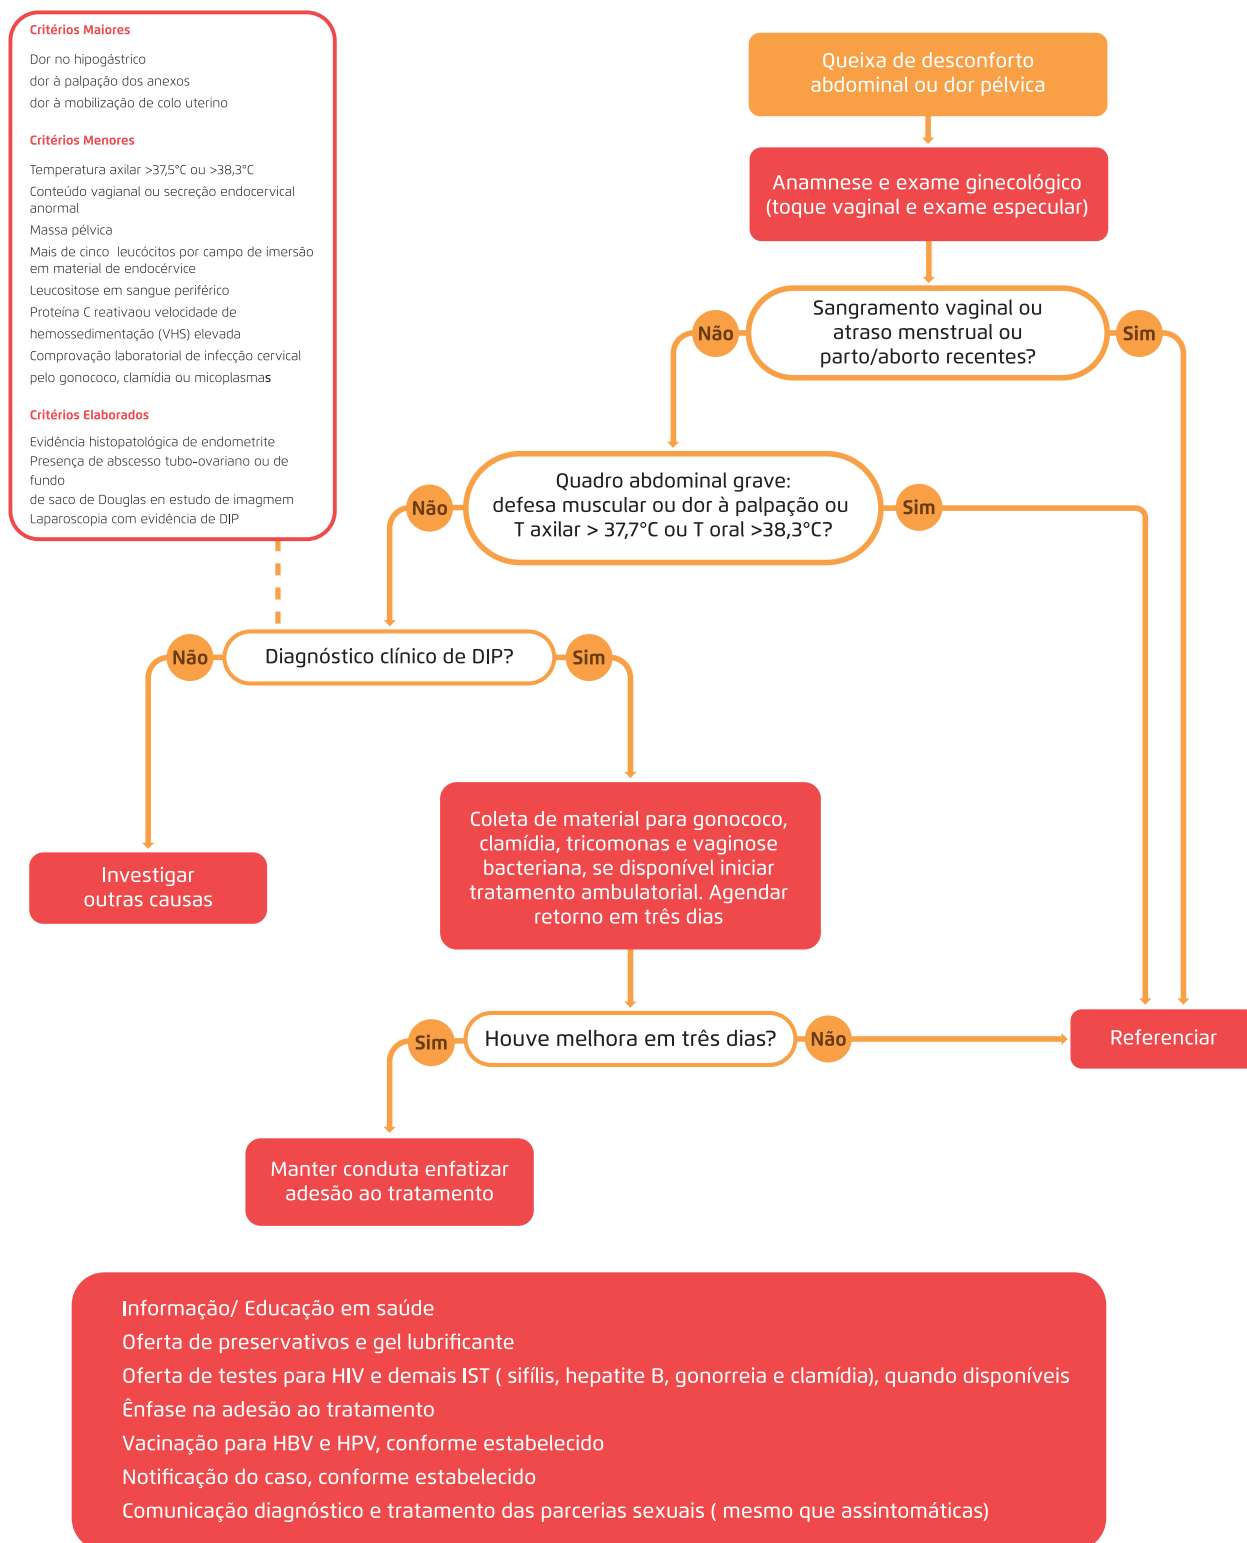 Critérios Maiores
Dor no hipogástrico
dor à palpação dos anexos
dor à mobilização de colo uterino
Critérios Menores
Temperatura axilar >37,5°C ou >38,3°C
Conteúdo vagianal ou secreção endocervical
anormal
Massa pélvica
Mais de cinco leucócitos por campo de imersão
em material de endocérvice
Leucositose em sangue periférico
Proteína C reativaou velocidade de
hemossedimentação (VHS) elevada
Comprovação laboratorial de infecção cervical
pelo gonococo, clamídia ou micoplasmas
Critérios Elaborados
Evidência histopatológica de endometrite
Presença de abscesso tubo-ovariano ou de
fundo
de saco de Douglas en estudo de imagmem
Laparoscopia com evidência de DIP
Queixa de desconforto
abdominal ou dor pélvica
Anamnese e exame ginecológico
(toque vaginal e exame especular)
Sangramento vaginal ou
atraso menstrual ou
parto/aborto recentes?
Não
Sim
Quadro abdominal grave:
defesa muscular ou dor à palpação ou
T axilar > 37,7°C ou T oral >38,3°C?
Não
Sim
Diagnóstico clínico de DIP?
Não
Sim
Investigar
outras causas
Coleta de material para gonococo,
clamídia, tricomonas e vaginose
bacteriana, se disponível iniciar
tratamento ambulatorial. Agendar
retorno em três dias
Houve melhora em três dias?
Sim
Não
Referenciar
Manter conduta enfatizar
adesão ao tratamento
Informação/ Educação em saúde
Oferta de preservativos e gel lubrificante
Oferta de testes para HIV e demais IST ( sifílis, hepatite B, gonorreia e clamídia), quando disponíveis
Ênfase na adesão ao tratamento
Vacinação para HBV e HPV, conforme estabelecido
Notificação do caso, conforme estabelecido
Comunicação diagnóstico e tratamento das parcerias sexuais ( mesmo que assintomáticas)